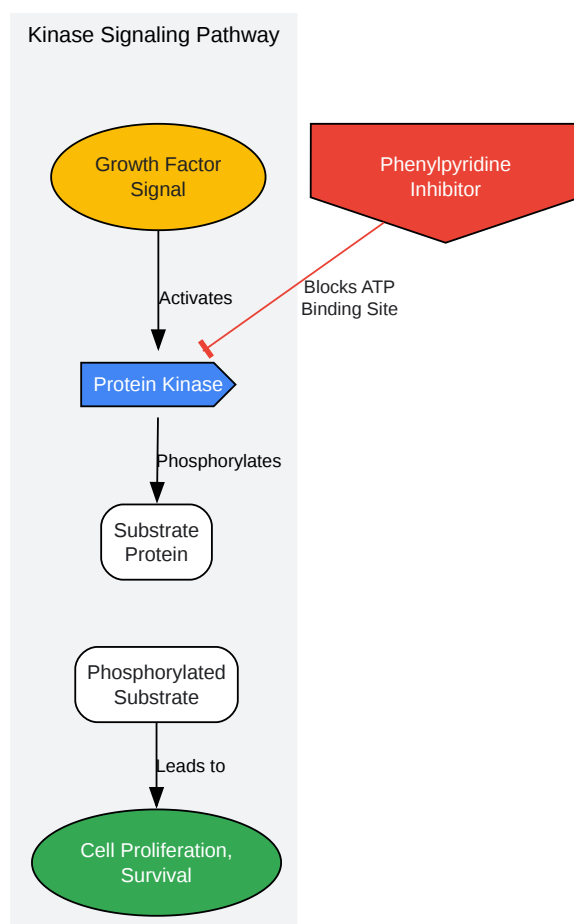 Kinase Signaling Pathway
Growth Factor
Signal
Phenylpyridine
Inhibitor
Activates
Blocks ATP
Binding Site
Protein Kinase
Phosphorylates
Substrate
Protein
Phosphorylated
Substrate
Leads to
Cell Proliferation,
Survival